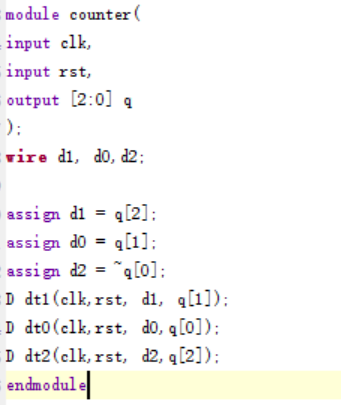 module counter(
input clk,
input rst,
output [2:0] q
);
wire d1, d0,d2;
assign d1 = q[2];
assign d0 = q[1];
assign d2 = ~q[0];
D dt1(clk,rst, d1, q[1]);
D dt0(clk,rst, d0,q[0]);
D dt2(clk,rst, d2,q[2]);
endmodule